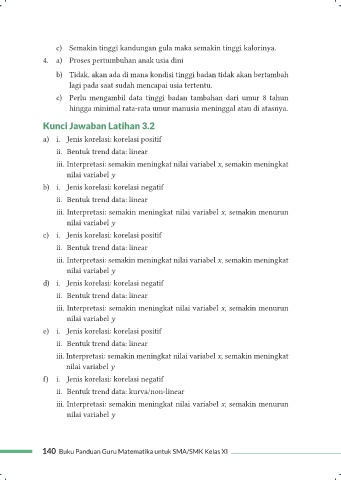 c) Semakin tinggi kandungan gula maka semakin tinggi kalorinya.
4. a) Proses pertumbuhan anak usia dini
b) Tidak, akan ada di mana kondisi tinggi badan tidak akan bertambah
lagi pada saat sudah mencapai usia tertentu.
c) Perlu mengambil data tinggi badan tambahan dari umur 8 tahun
hingga minimal rata-rata umur manusia meninggal atau di atasnya.
Kunci Jawaban Latihan 3.2
a) i. Jenis korelasi: korelasi positif
ii. Bentuk trend data: linear
iii. Interpretasi: semakin meningkat nilai variabel x, semakin meningkat
nilai variabel y
b) i. Jenis korelasi: korelasi negatif
ii. Bentuk trend data: linear
iii. Interpretasi: semakin meningkat nilai variabel x, semakin menurun
nilai variabel y
c) i. Jenis korelasi: korelasi positif
ii. Bentuk trend data: linear
iii. Interpretasi: semakin meningkat nilai variabel x, semakin meningkat
nilai variabel y
d) i. Jenis korelasi: korelasi negatif
ii. Bentuk trend data: linear
iii. Interpretasi: semakin meningkat nilai variabel x, semakin menurun
nilai variabel y
e) i. Jenis korelasi: korelasi positif
ii. Bentuk trend data: linear
iii. Interpretasi: semakin meningkat nilai variabel x, semakin meningkat
nilai variabel y
f) i. Jenis korelasi: korelasi negatif
ii. Bentuk trend data: kurva/non-linear
iii. Interpretasi: semakin meningkat nilai variabel x, semakin menurun
nilai variabel y
140 Buku Panduan Guru Matematika untuk SMA/SMK Kelas XI